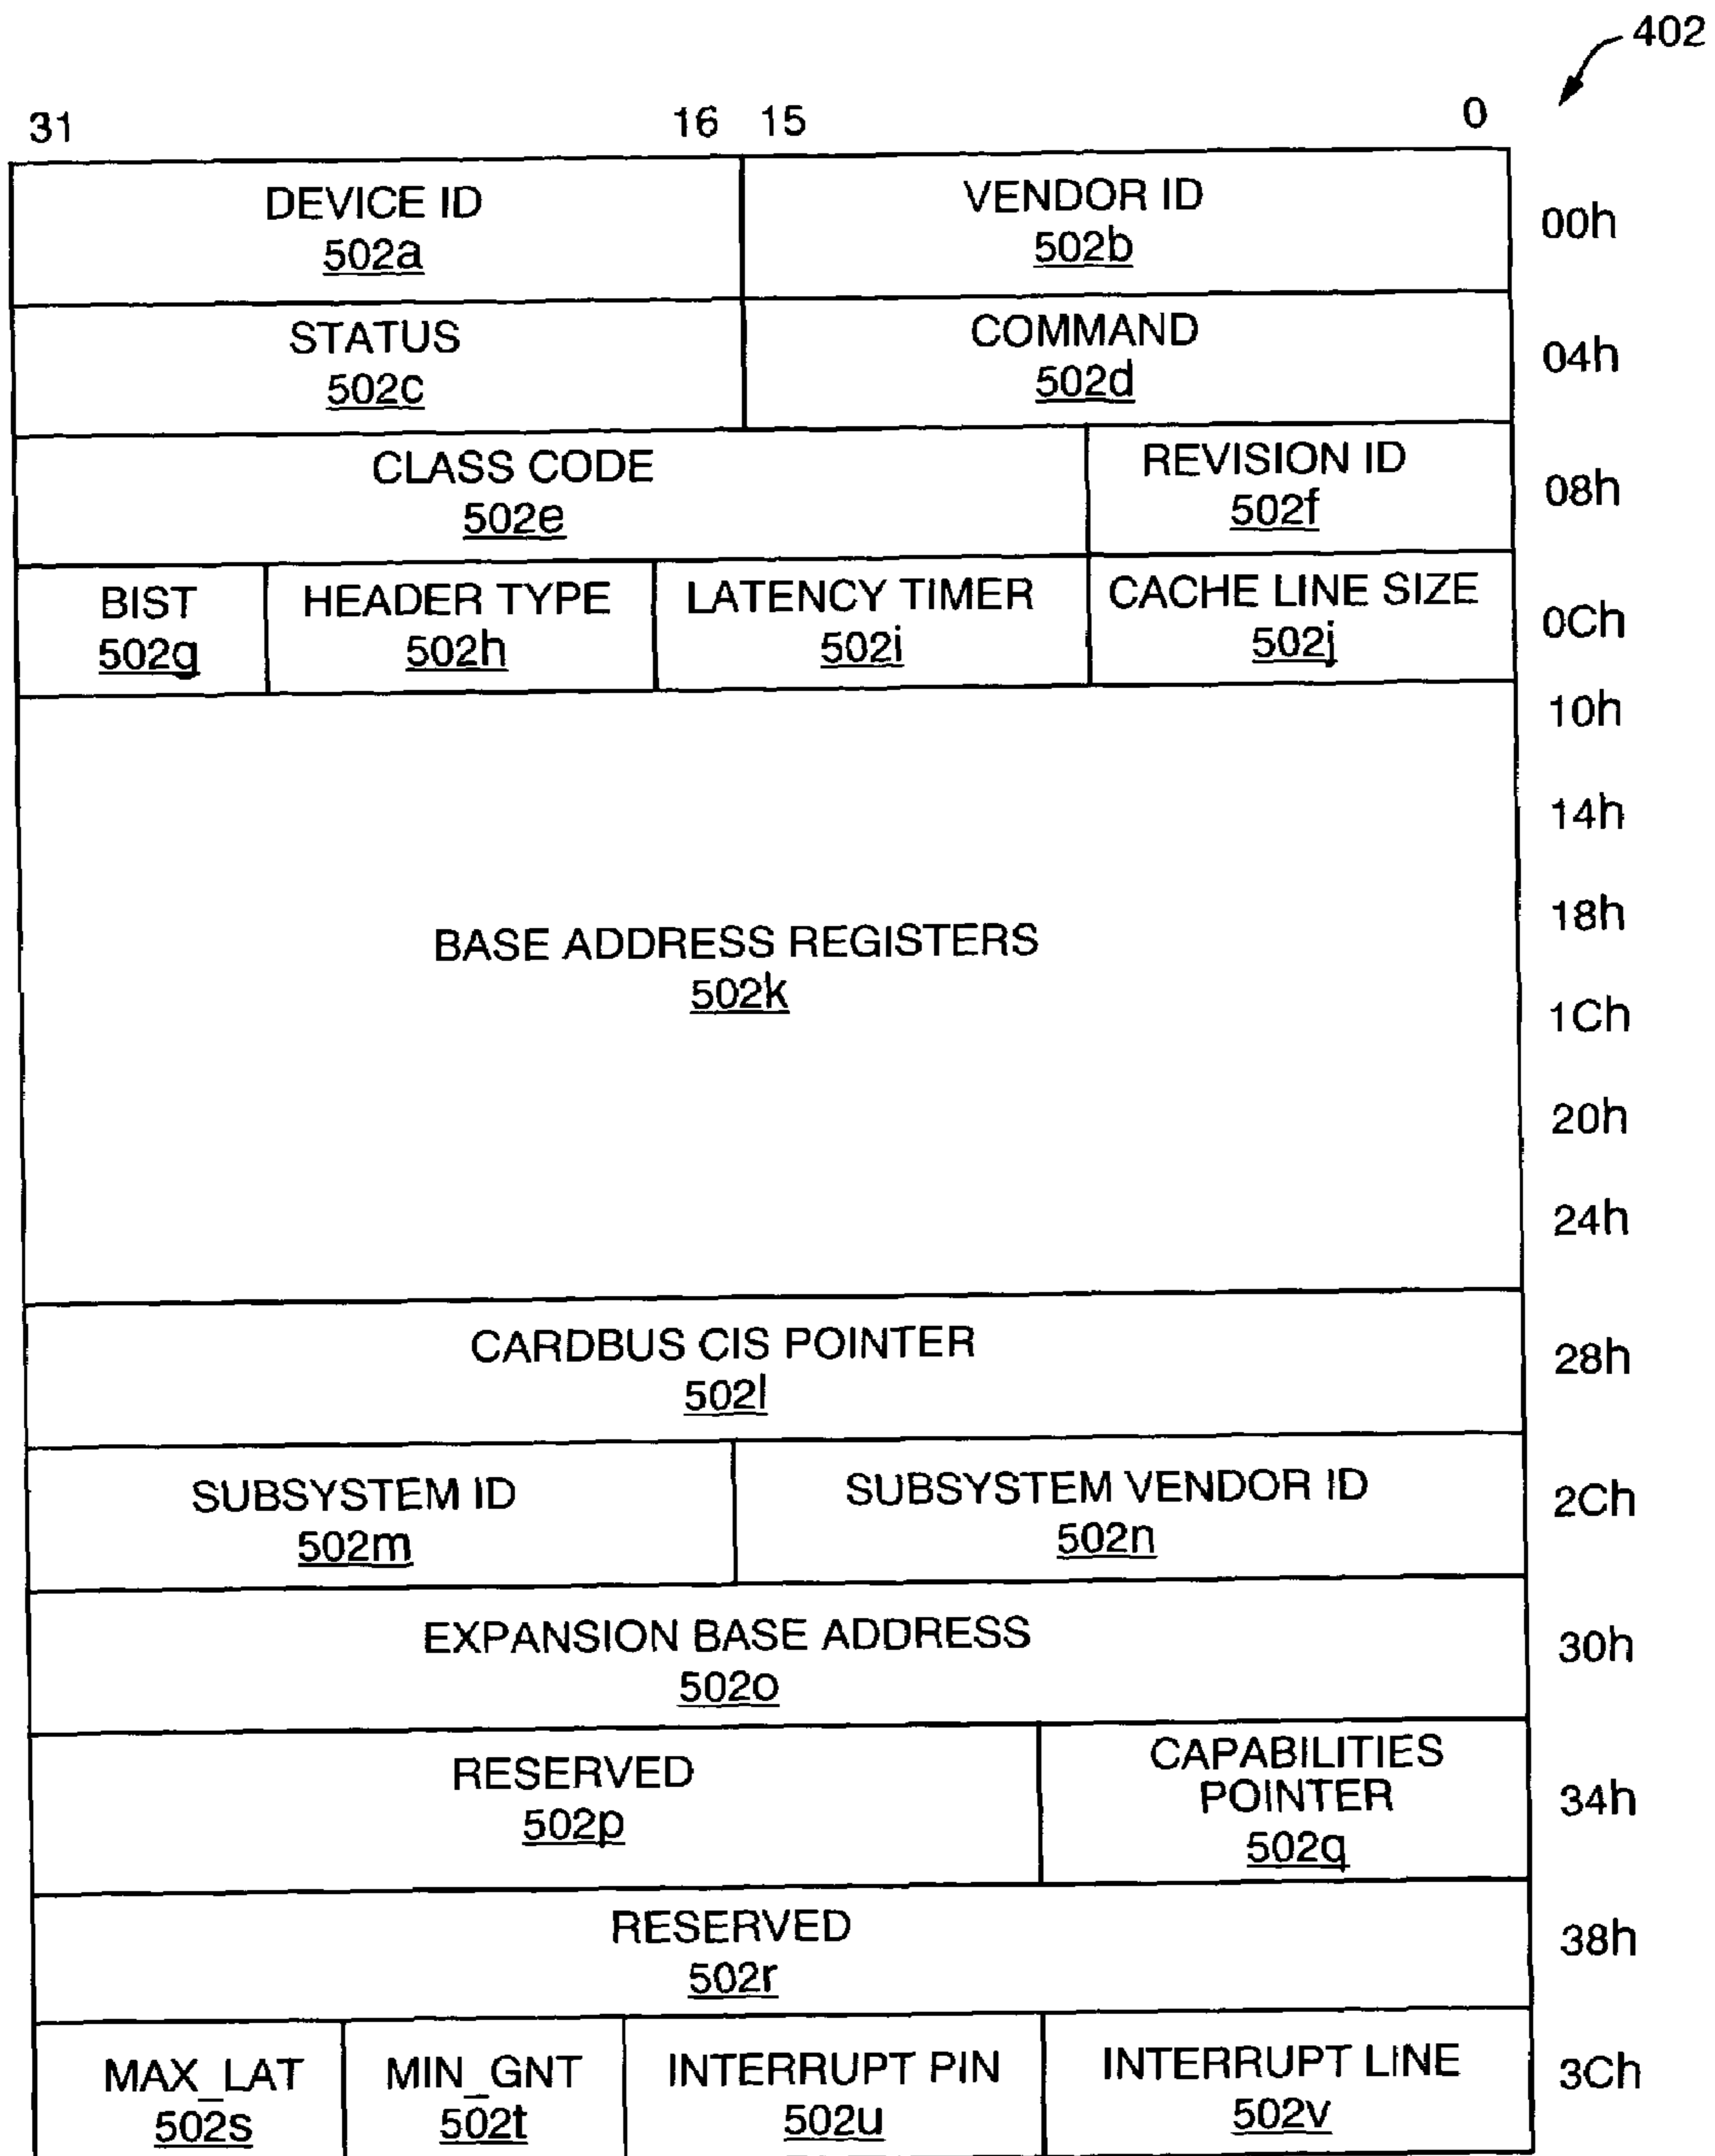 402
31 16 15 0
DEVICE ID
502a
VENDOR ID
502b
00h
STATUS
502c
COMMAND
502d
04h
CLASS CODE
502e
REVISION ID
502f
08h
BIST
502g
HEADER TYPE
502h
LATENCY TIMER
502i
CACHE LINE SIZE
502j
0Ch
10h
14h
18h
BASE ADDRESS REGISTERS
502k
1Ch
20h
24h
CARDBUS CIS POINTER
502l
28h
SUBSYSTEM ID
502m
SUBSYSTEM VENDOR ID
502n
2Ch
EXPANSION BASE ADDRESS
502o
30h
RESERVED
502p
CAPABILITIES
POINTER
502q
34h
RESERVED
502r
38h
MAX_LAT
502s
MIN_GNT
502t
INTERRUPT PIN
502u
INTERRUPT LINE
502v
3Ch